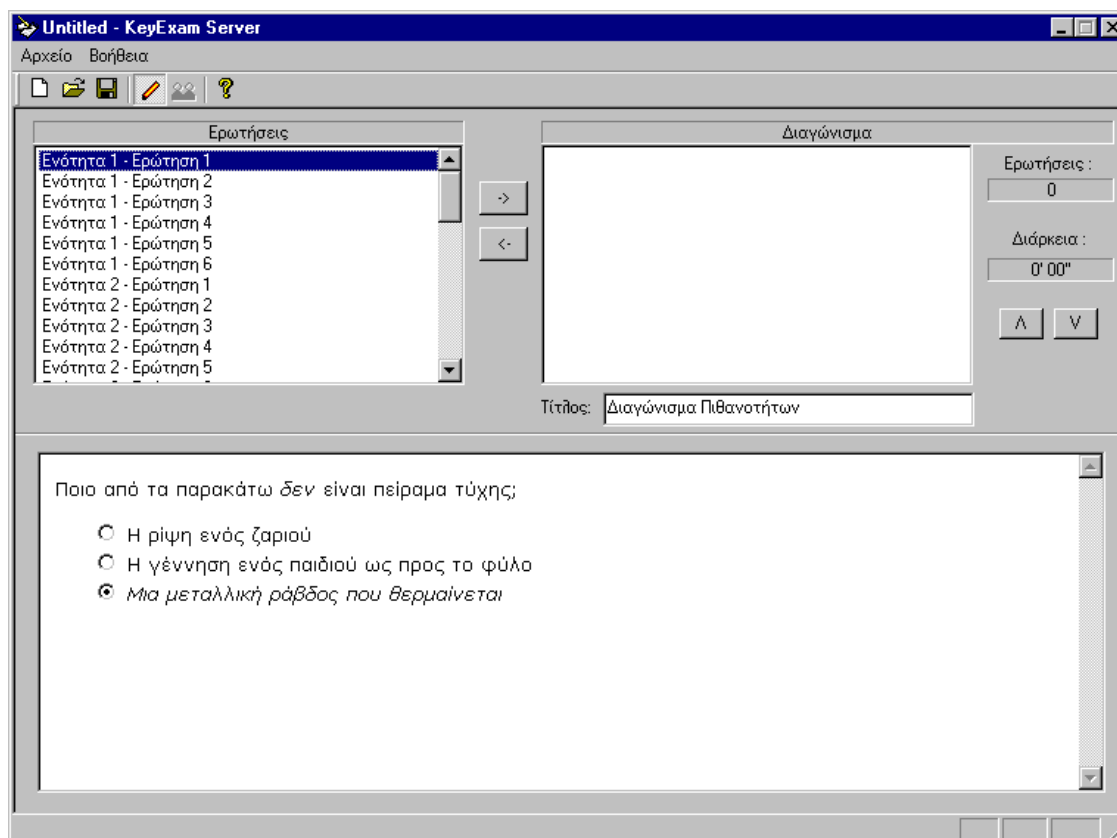 Untitled - KeyExam Server
Αρχείο Βοήθεια
Ερωτήσεις
Ενότητα 1 - Ερώτηση 1
Ενότητα 1 - Ερώτηση 2
Ενότητα 1 - Ερώτηση 3
Ενότητα 1 - Ερώτηση 4
Ενότητα 1 - Ερώτηση 5
Ενότητα 1 - Ερώτηση 6
Ενότητα 2 - Ερώτηση 1
Ενότητα 2 - Ερώτηση 2
Ενότητα 2 - Ερώτηση 3
Ενότητα 2 - Ερώτηση 4
Ενότητα 2 - Ερώτηση 5
->
<-
Διαγώνισμα
Ερωτήσεις :
0
Διάρκεια :
0' 00"
Λ V
Τίτλος: Διαγώνισμα Πιθανοτήτων
Ποιο από τα παρακάτω δεν είναι πείραμα τύχης;
Η ρίψη ενός ζαριού
Η γέννηση ενός παιδιού ως προς το φύλο
Μια μεταλλική ράβδος που θερμαίνεται